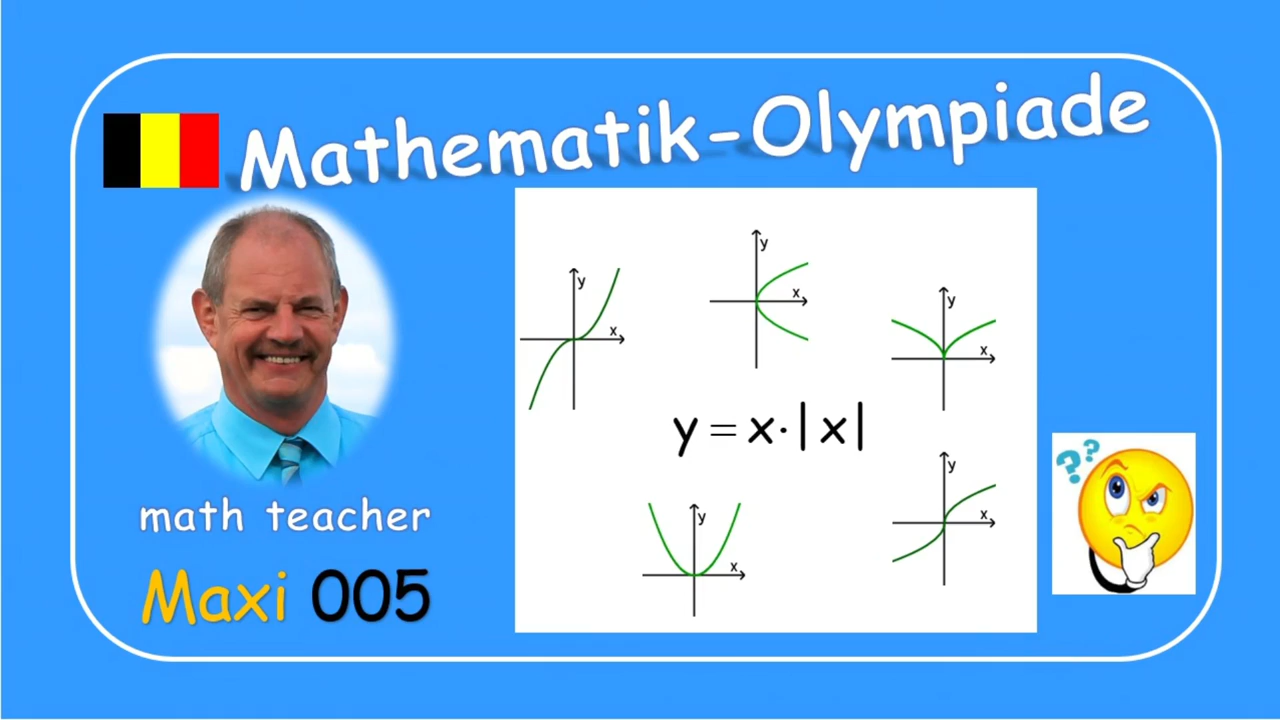 Mathematik-Olympiade
y
x
y
x
y
x
y = x·|x|
y
x
y
x
??
math teacher
Maxi 005